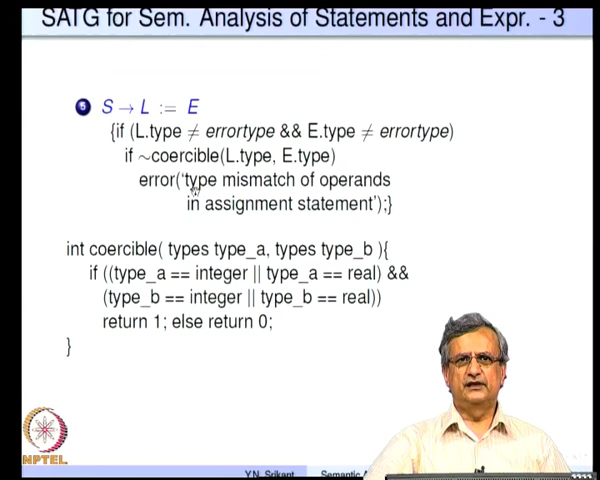 SATG for Sem. Analysis of Statements and Expr. - 3
5 S → L := E
{if (L.type ≠ errortype && E.type ≠ errortype)
if ~coercible(L.type, E.type)
error('type mismatch of operands
in assignment statement');}
int coercible( types type_a, types type_b ){
if ((type_a == integer || type_a == real) &&
(type_b == integer || type_b == real))
return 1; else return 0;
}
NPTEL
Y.N. Srikant Semantic